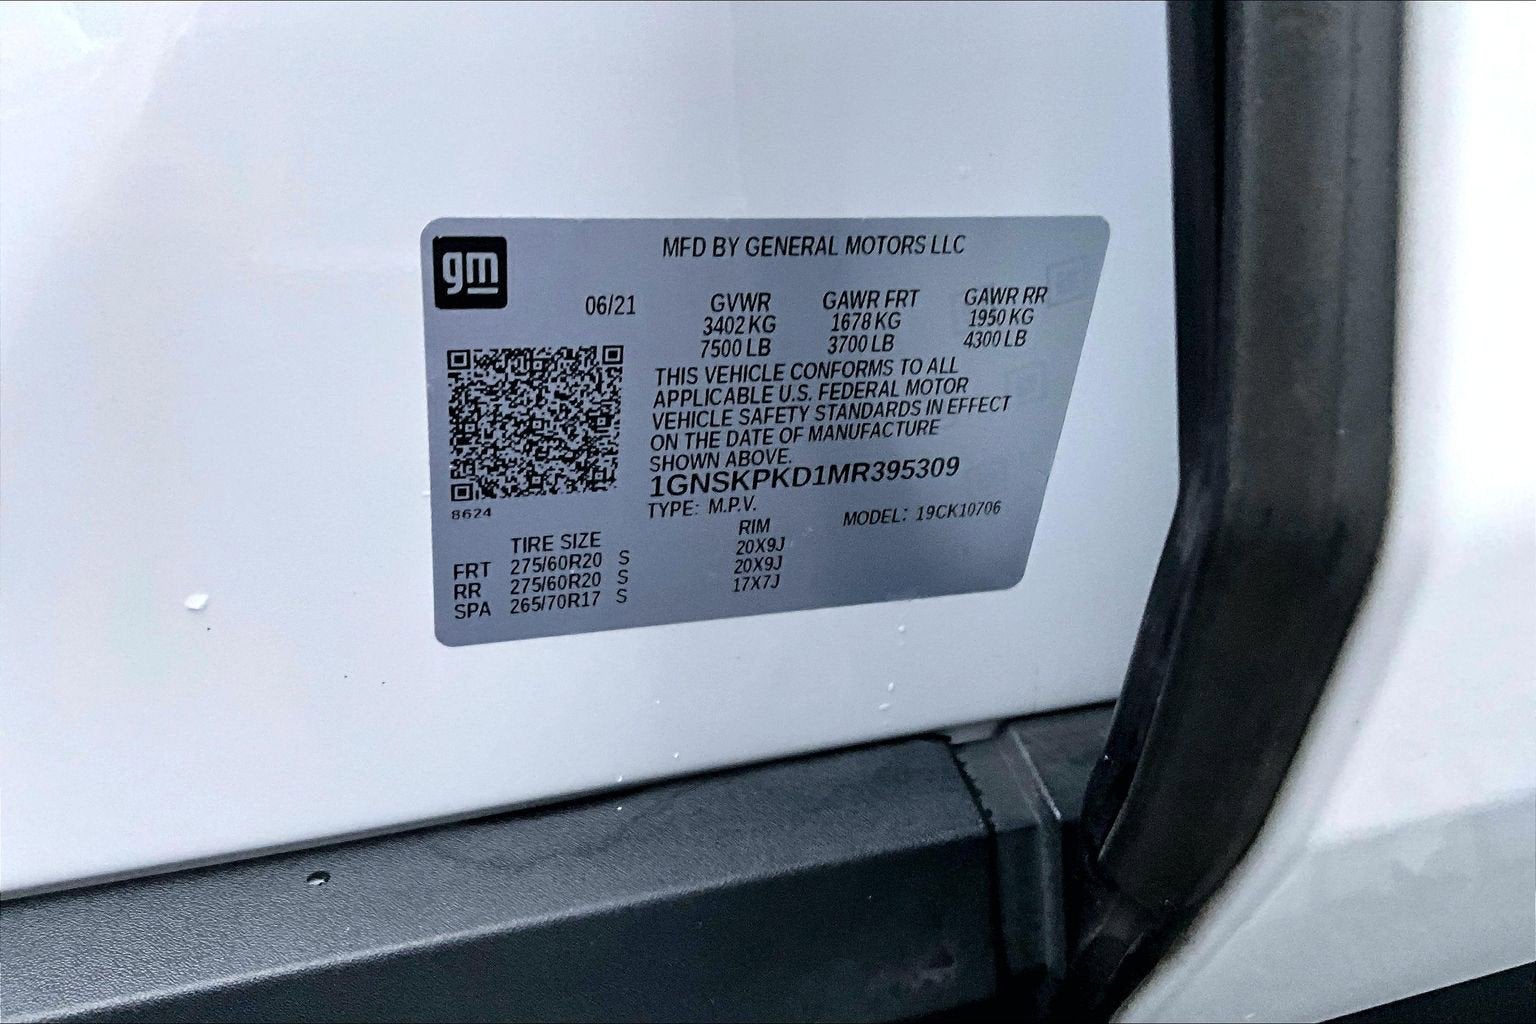 gm
MFD BY GENERAL MOTORS LLC
06/21 GVWR GAWR FRT GAWR RR
3402 KG 1678 KG 1950 KG
7500 LB 3700 LB 4300 LB
THIS VEHICLE CONFORMS TO ALL
APPLICABLE U.S. FEDERAL MOTOR
VEHICLE SAFETY STANDARDS IN EFFECT
ON THE DATE OF MANUFACTURE
SHOWN ABOVE.
1GNSKPKD1MR395309
8624
TYPE: M.P.V. MODEL: 19CK10706
TIRE SIZE RIM
FRT 275/60R20 S 20X9J
RR 275/60R20 S 20X9J
SPA 265/70R17 S 17X7J